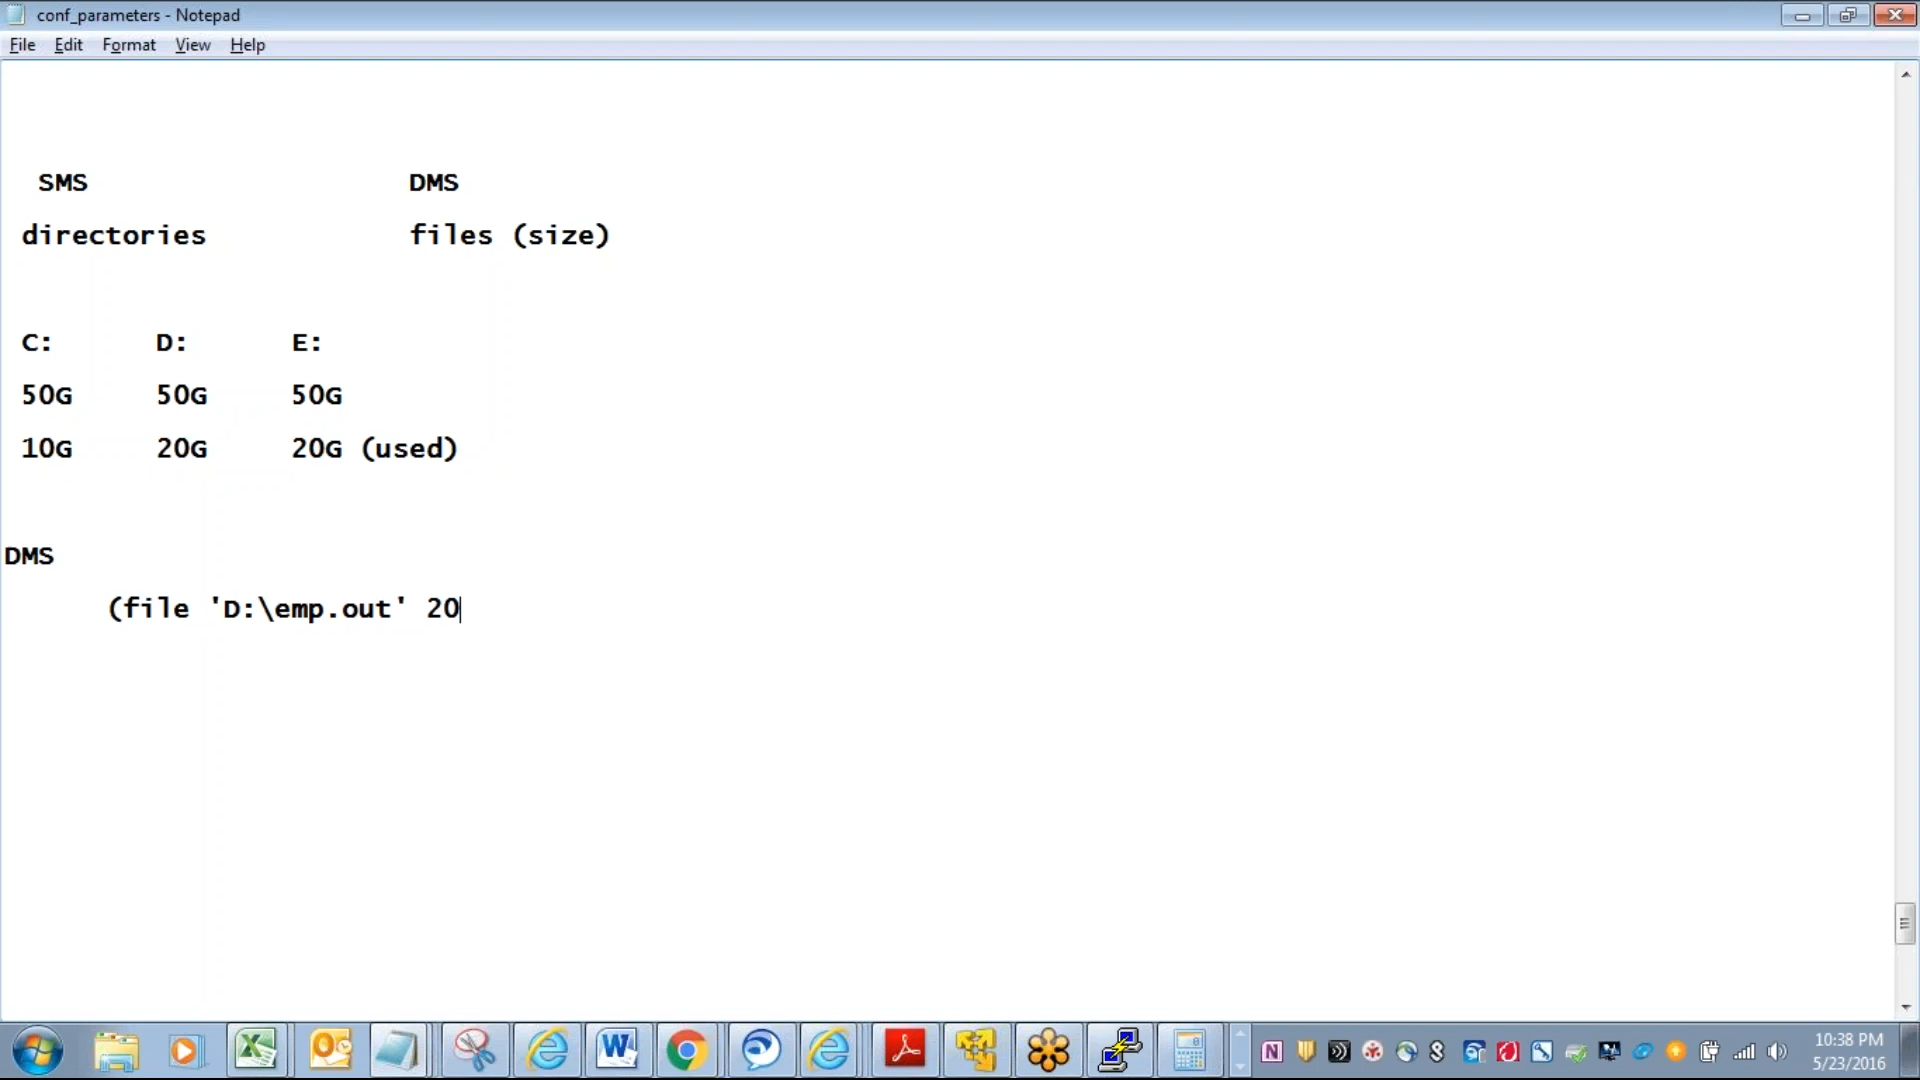 conf_parameters - Notepad
File Edit Format View Help
SMS DMS
directories files (size)
C: D: E:
50G 50G 50G
10G 20G 20G (used)
DMS
(file 'D:\emp.out' 20
10:38 PM
5/23/2016